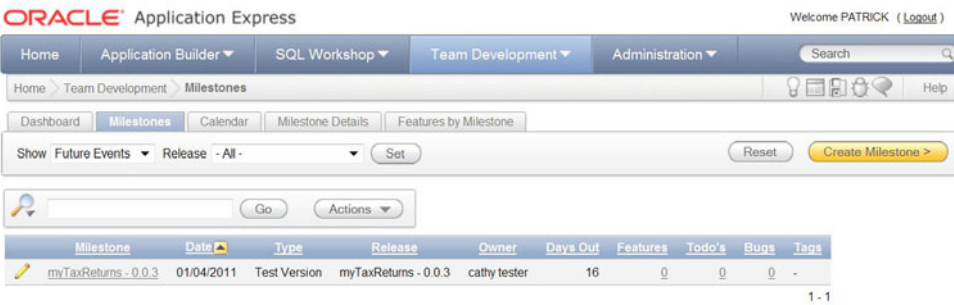 ORACLE Application Express Welcome PATRICK ( Logout )
Home Application Builder SQL Workshop Team Development Administration Search
Home Team Development Milestones Help
Dashboard Milestones Calendar Milestone Details Features by Milestone
Show Future Events Release - All - Set Reset Create Milestone >
Go Actions
Milestone Date Type Release Owner Days Out Features Todo's Bugs Tags
myTaxReturns - 0.0.3 01/04/2011 Test Version myTaxReturns - 0.0.3 cathy tester 16 0 0 0 -
1 - 1